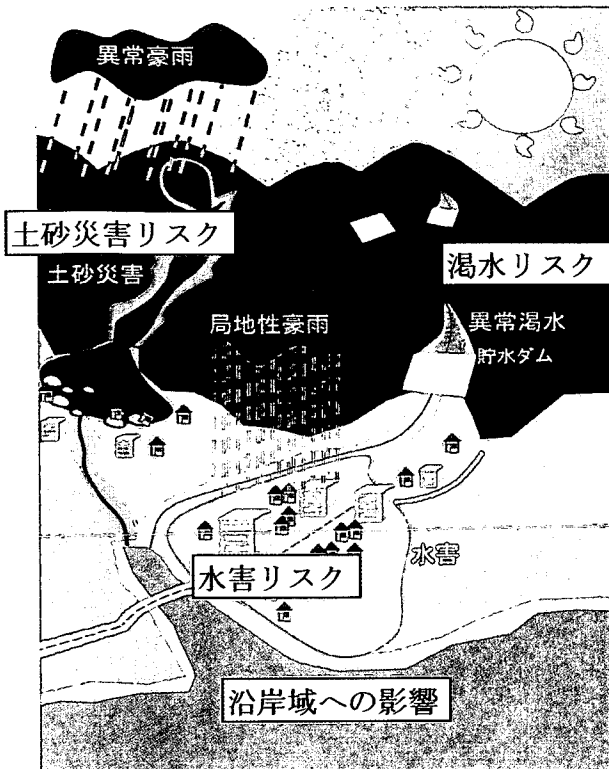 異常豪雨
土砂災害リスク
土砂災害
渇水リスク
局地性豪雨
異常渇水
貯水ダム
水害
水害リスク
沿岸域への影響